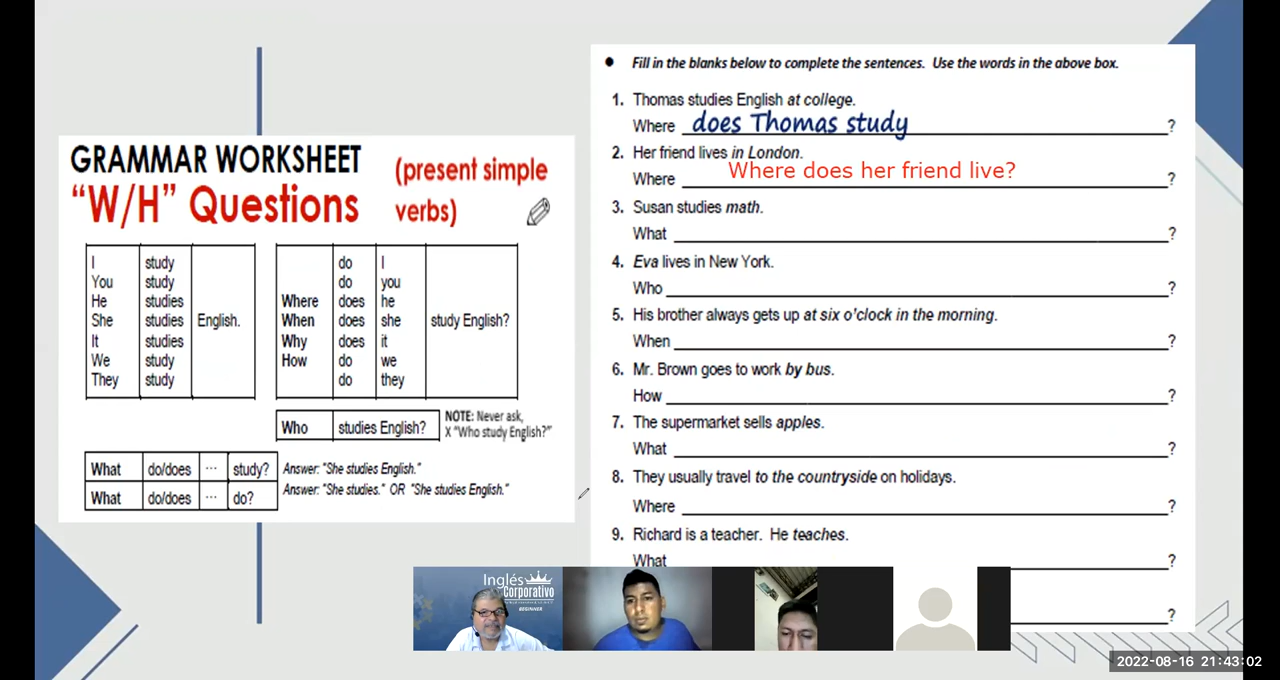 GRAMMAR WORKSHEET
"W/H" Questions
(present simple
verbs)
I study
You study
He studies
She studies English.
It studies
We study
They study
do I
do you
Where does he
When does she study English?
Why does it
How do we
do they
Who studies English?
NOTE: Never ask,
X "Who study English?"
What do/does ... study? Answer: "She studies English."
What do/does ... do? Answer: "She studies." OR "She studies English."
Fill in the blanks below to complete the sentences. Use the words in the above box.
1. Thomas studies English at college.
Where does Thomas study ?
2. Her friend lives in London.
Where Where does her friend live? ?
3. Susan studies math.
What ?
4. Eva lives in New York.
Who ?
5. His brother always gets up at six o'clock in the morning.
When ?
6. Mr. Brown goes to work by bus.
How ?
7. The supermarket sells apples.
What ?
8. They usually travel to the countryside on holidays.
Where ?
9. Richard is a teacher. He teaches.
What ?
?
Inglés
Corporativo
BEGINNER
2022-08-16 21:43:02